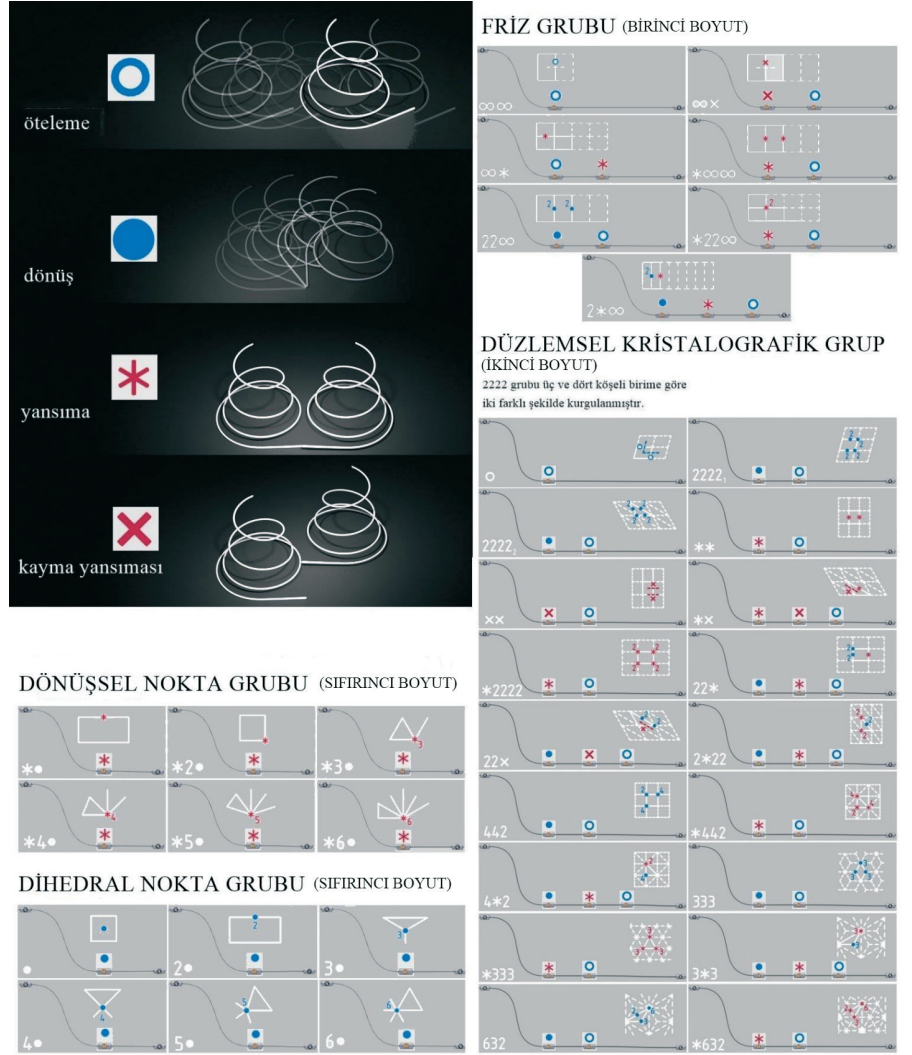 öteleme
dönüş
yansıma
kayma yansıması
DÖNÜŞSEL NOKTA GRUBU (SIFIRINCI BOYUT)
*● *2● *3●
*4● *5● *6●
DİHEDRAL NOKTA GRUBU (SIFIRINCI BOYUT)
● 2● 3●
4● 5● 6●
FRİZ GRUBU (BİRİNCİ BOYUT)
∞∞ ∞×
∞* *∞∞
22∞ *22∞
2*∞
DÜZLEMSEL KRİSTALOGRAFİK GRUP
(İKİNCİ BOYUT)
2222 grubu üç ve dört köşeli birime göre
iki farklı şekilde kurgulanmıştır.
○ 2222₁
2222₂ **
×× *×
*2222 22*
22× 2*22
442 *442
4*2 333
*333 3*3
632 *632